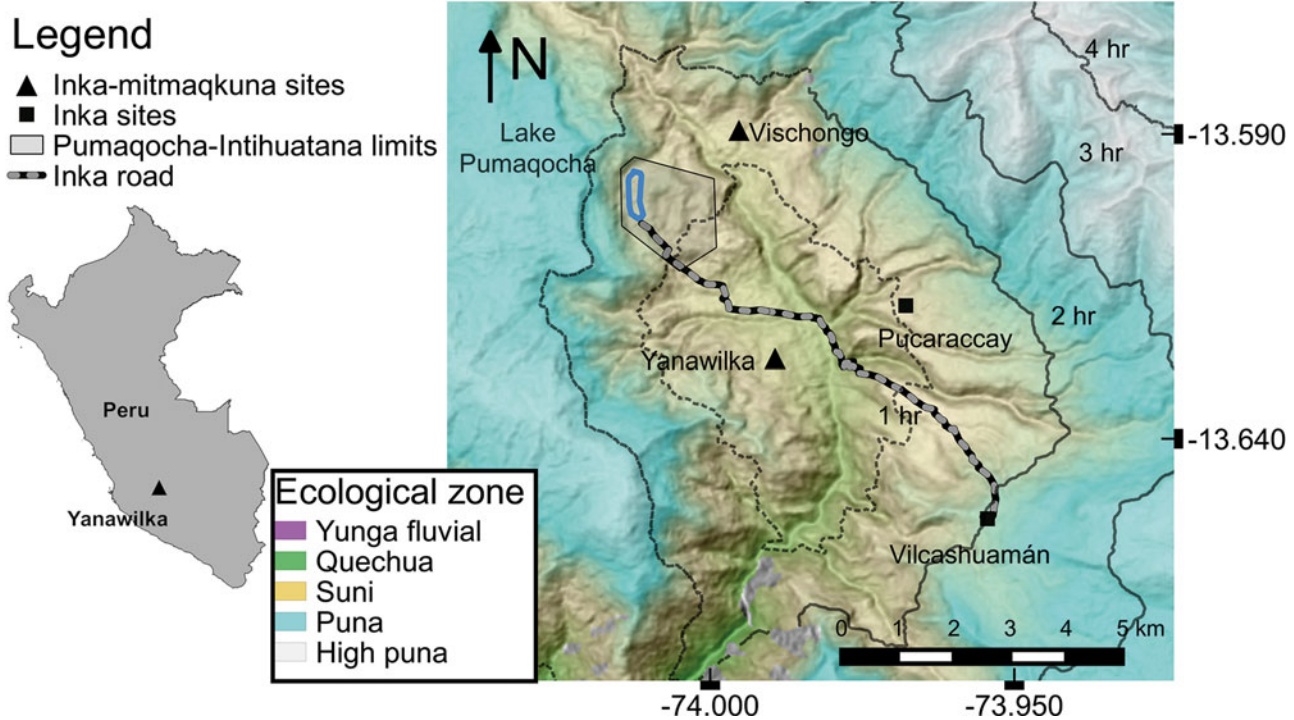 Legend
Inka-mitmaqkuna sites
Inka sites
Pumaqocha-Intihuatana limits
Inka road
Peru
Yanawilka
Ecological zone
Yunga fluvial
Quechua
Suni
Puna
High puna
N
4 hr
Lake
Pumaqocha
Vischongo
3 hr
-13.590
2 hr
Pucaraccay
Yanawilka
1 hr
-13.640
Vilcashuamán
0 1 2 3 4 5 km
-74.000
-73.950